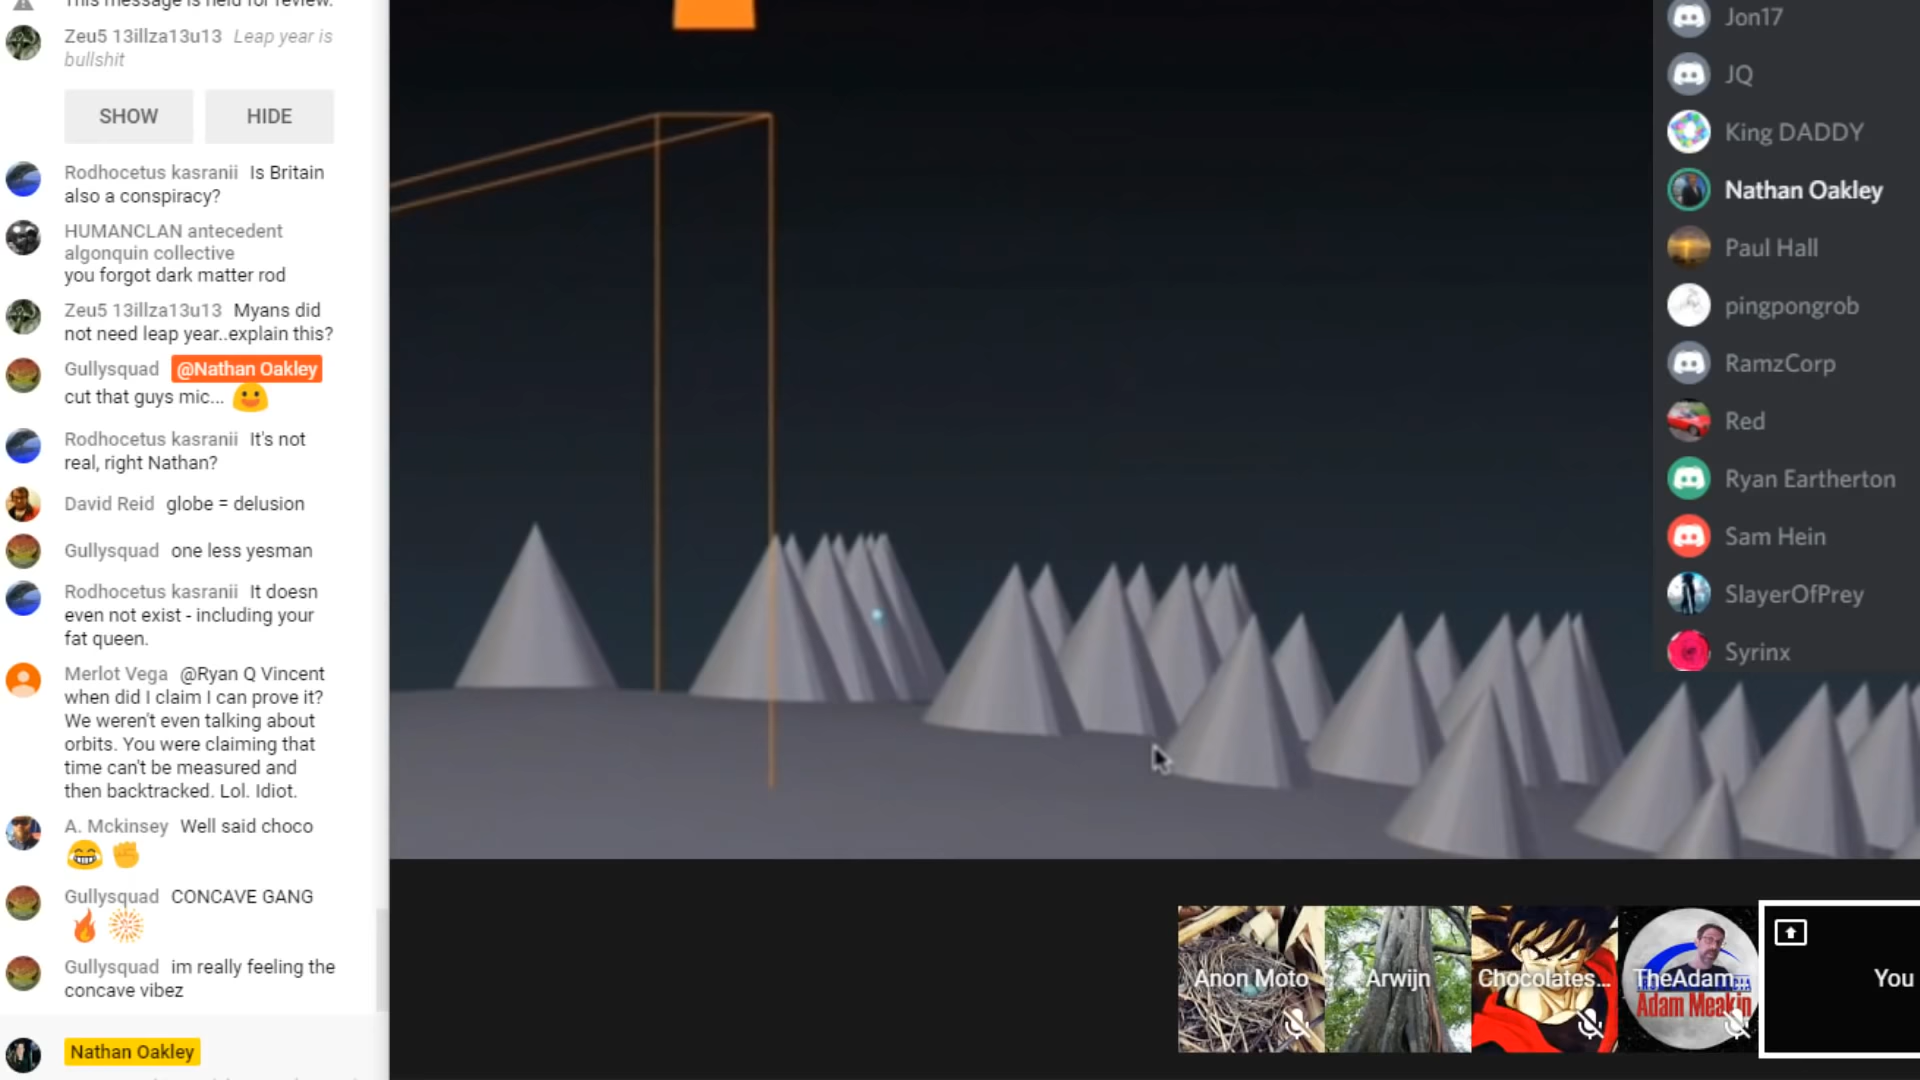 This message is held for review.
Zeu5 13illza13u13 Leap year is
bullshit
SHOW HIDE
Rodhocetus kasranii Is Britain
also a conspiracy?
HUMANCLAN antecedent
algonquin collective
you forgot dark matter rod
Zeu5 13illza13u13 Myans did
not need leap year..explain this?
Gullysquad @Nathan Oakley
cut that guys mic...
Rodhocetus kasranii It's not
real, right Nathan?
David Reid globe = delusion
Gullysquad one less yesman
Rodhocetus kasranii It doesn
even not exist - including your
fat queen.
Merlot Vega @Ryan Q Vincent
when did I claim I can prove it?
We weren't even talking about
orbits. You were claiming that
time can't be measured and
then backtracked. Lol. Idiot.
A. Mckinsey Well said choco
Gullysquad CONCAVE GANG
Gullysquad im really feeling the
concave vibez
Nathan Oakley
Jon17
JQ
King DADDY
Nathan Oakley
Paul Hall
pingpongrob
RamzCorp
Red
Ryan Eartherton
Sam Hein
SlayerOfPrey
Syrinx
Anon Moto
Arwijn
Chocolates...
TheAdam...
Adam Meakin
You